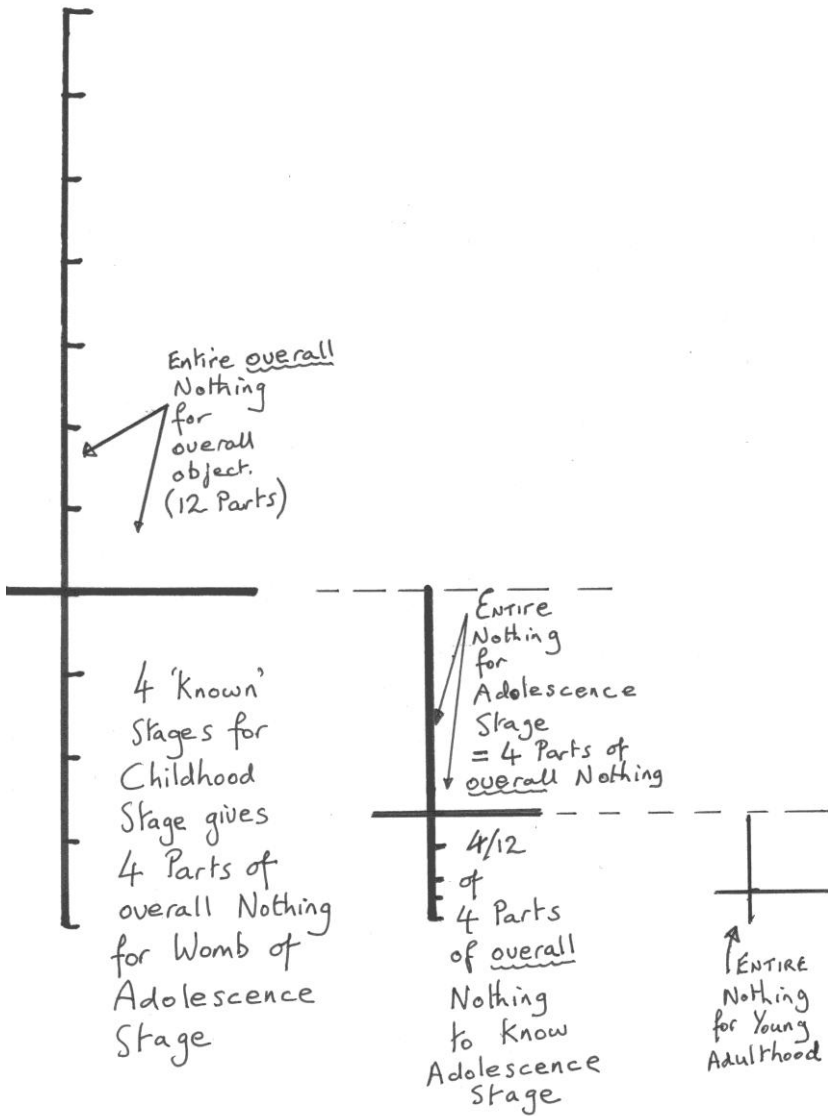 Entire overall
Nothing
for
overall
object.
(12 Parts)
4 'Known'
Stages for
Childhood
Stage gives
4 Parts of
overall Nothing
for Womb of
Adolescence
Stage
ENTIRE
Nothing
for
Adolescence
Stage
= 4 Parts of
overall Nothing
4/12
of
4 Parts
of overall
Nothing
to Know
Adolescence
Stage
ENTIRE
Nothing
for Young
Adulthood